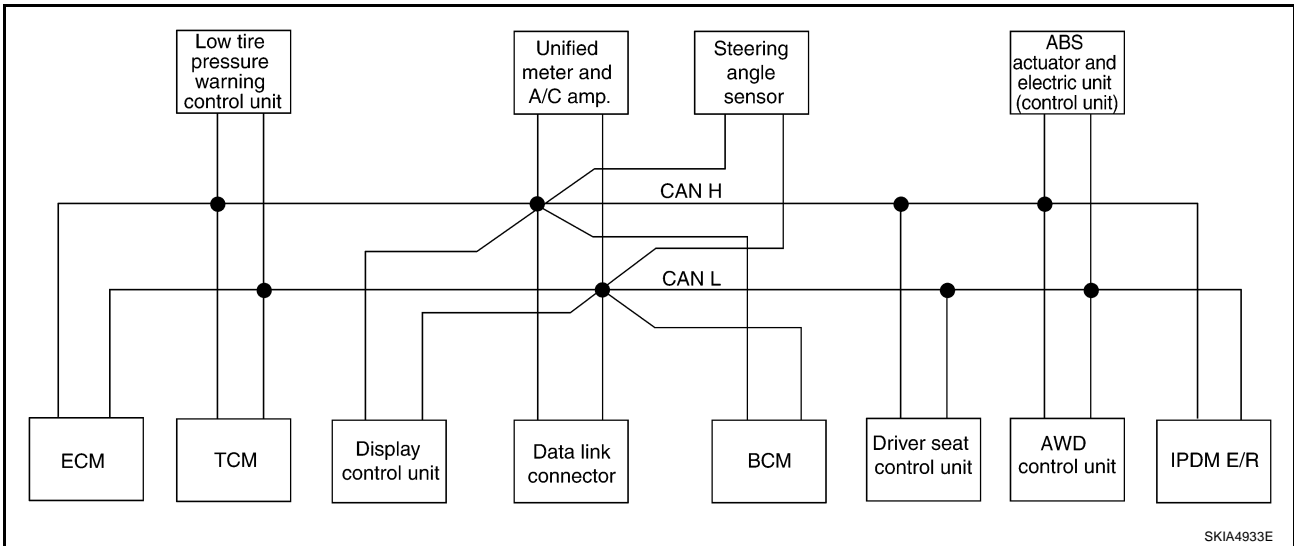 Low tire
pressure
warning
control unit
Unified
meter and
A/C amp.
Steering
angle
sensor
ABS
actuator and
electric unit
(control unit)
CAN H
CAN L
ECM
TCM
Display
control unit
Data link
connector
BCM
Driver seat
control unit
AWD
control unit
IPDM E/R
SKIA4933E